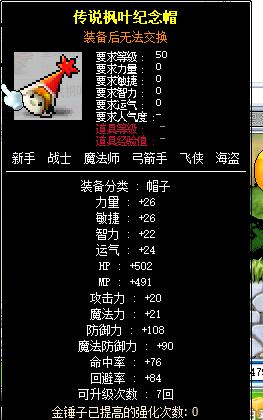 传说枫叶纪念帽
装备后无法交换
要求等级: 50
要求力量: 0
要求敏捷: 0
要求智力: 0
要求运气: 0
要求人气度:-
道具等级: -
道具经验值: -
新手 战士 魔法师 弓箭手 飞侠 海盗
装备分类 : 帽子
力量 : +26
敏捷 : +26
智力 : +22
运气 : +24
HP : +502
MP : +491
攻击力 : +20
魔法力 : +21
防御力 : +108
魔法防御力 : +90
命中率 : +76
回避率 : +84
可升级次数 : 7回
金锤子已提高的强化次数: 0